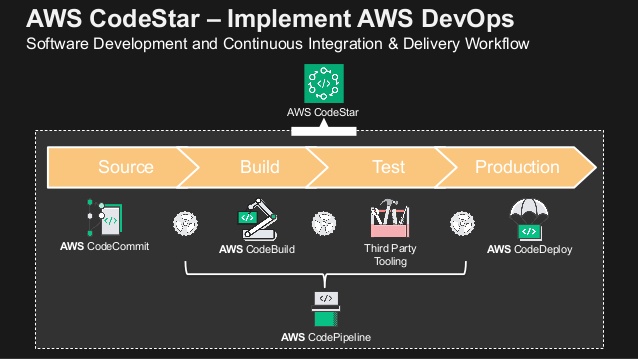 AWS CodeStar – Implement AWS DevOps
Software Development and Continuous Integration & Delivery Workflow
AWS CodeStar
Source Build Test Production
AWS CodeCommit
AWS CodeBuild
Third Party
Tooling
AWS CodeDeploy
AWS CodePipeline